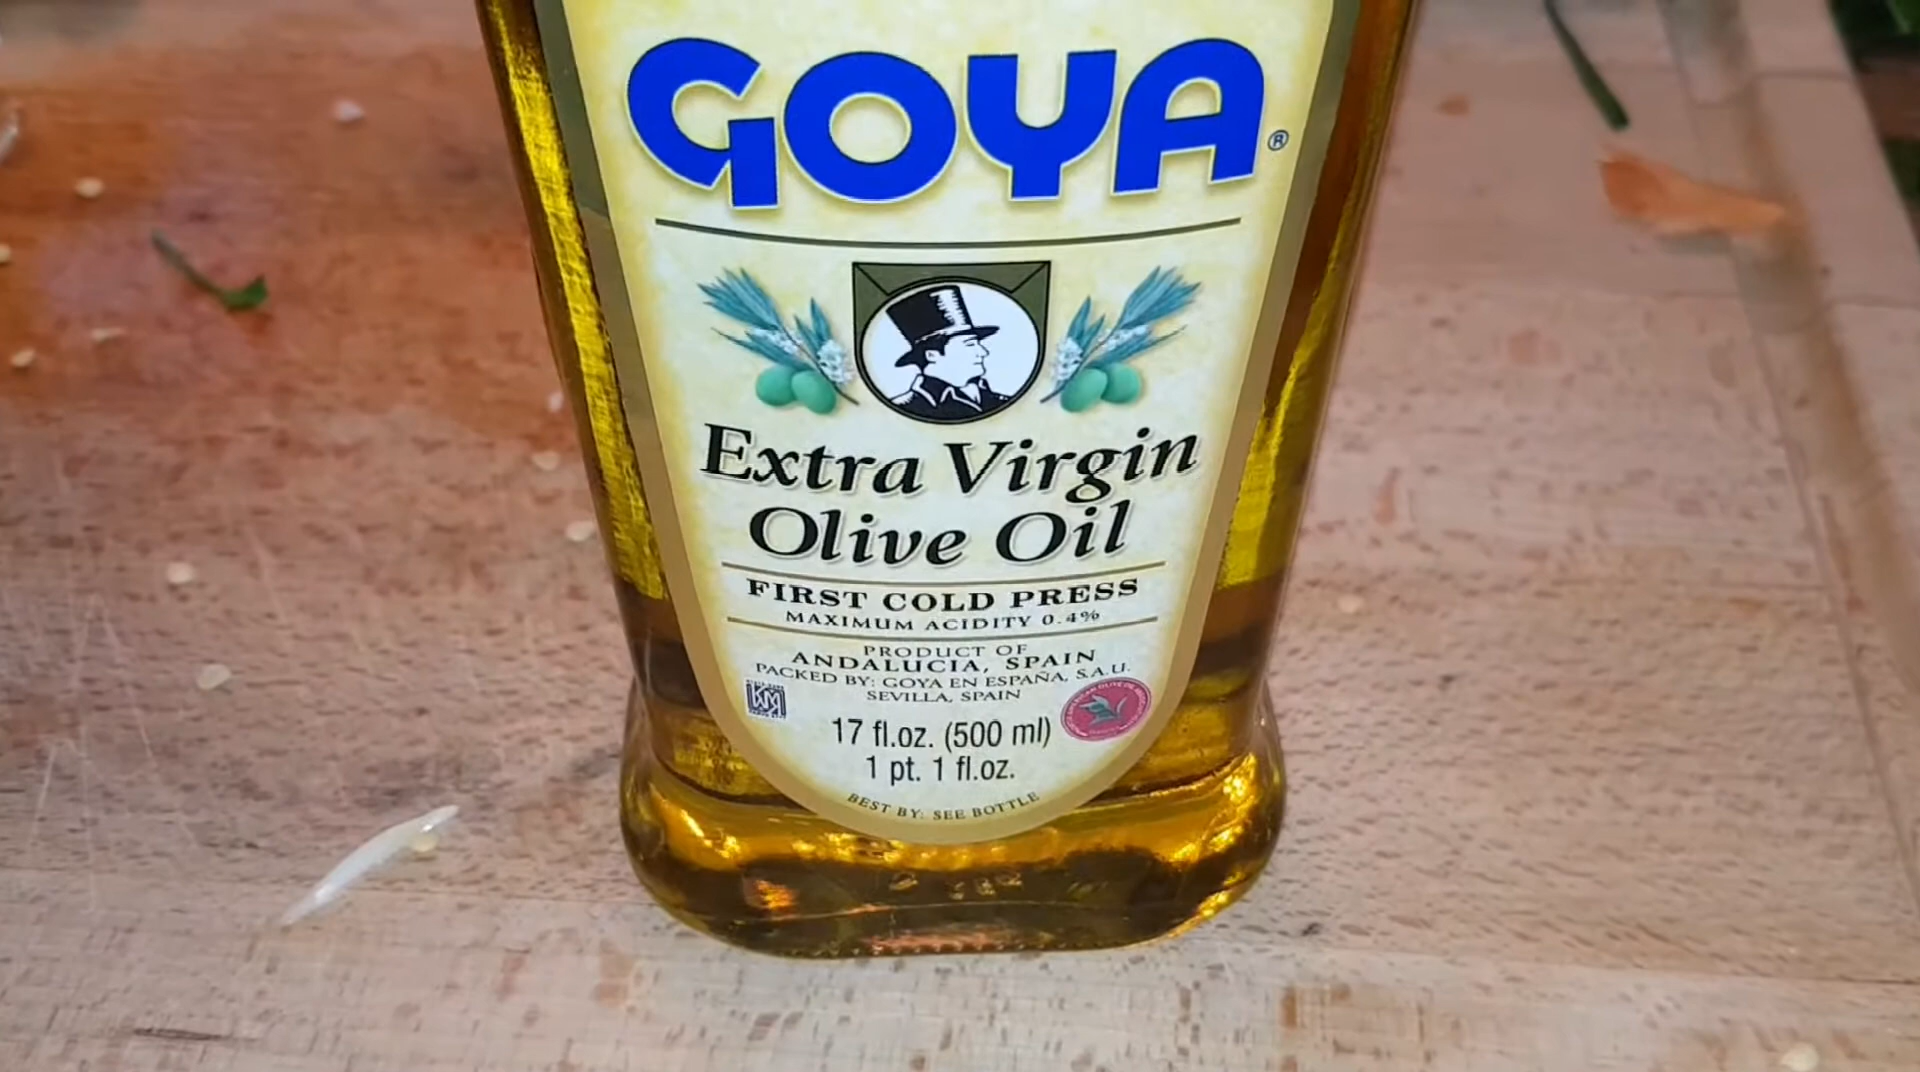 GOYA®
Extra Virgin
Olive Oil
FIRST COLD PRESS
MAXIMUM ACIDITY 0.4%
PRODUCT OF
ANDALUCIA, SPAIN
PACKED BY: GOYA EN ESPAÑA, S.A.U.
SEVILLA, SPAIN
17 fl.oz. (500 ml)
1 pt. 1 fl.oz.
BEST BY: SEE BOTTLE